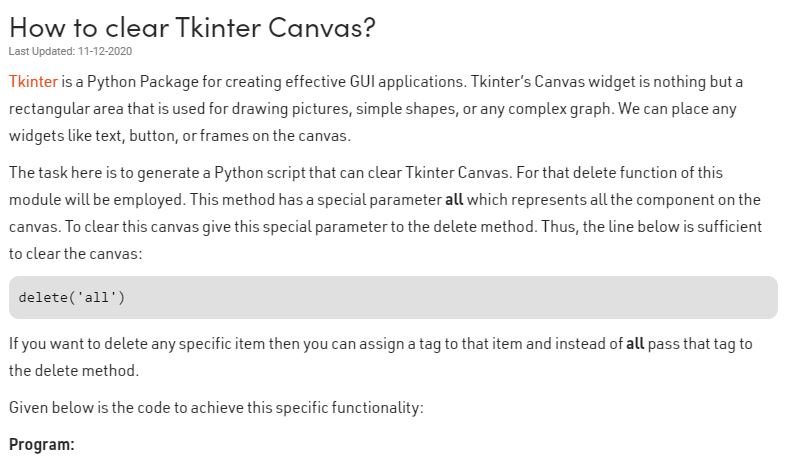 How to clear Tkinter Canvas?
Last Updated: 11-12-2020
Tkinter is a Python Package for creating effective GUI applications. Tkinter’s Canvas widget is nothing but a
rectangular area that is used for drawing pictures, simple shapes, or any complex graph. We can place any
widgets like text, button, or frames on the canvas.
The task here is to generate a Python script that can clear Tkinter Canvas. For that delete function of this
module will be employed. This method has a special parameter all which represents all the component on the
canvas. To clear this canvas give this special parameter to the delete method. Thus, the line below is sufficient
to clear the canvas:
delete('all')
If you want to delete any specific item then you can assign a tag to that item and instead of all pass that tag to
the delete method.
Given below is the code to achieve this specific functionality:
Program: